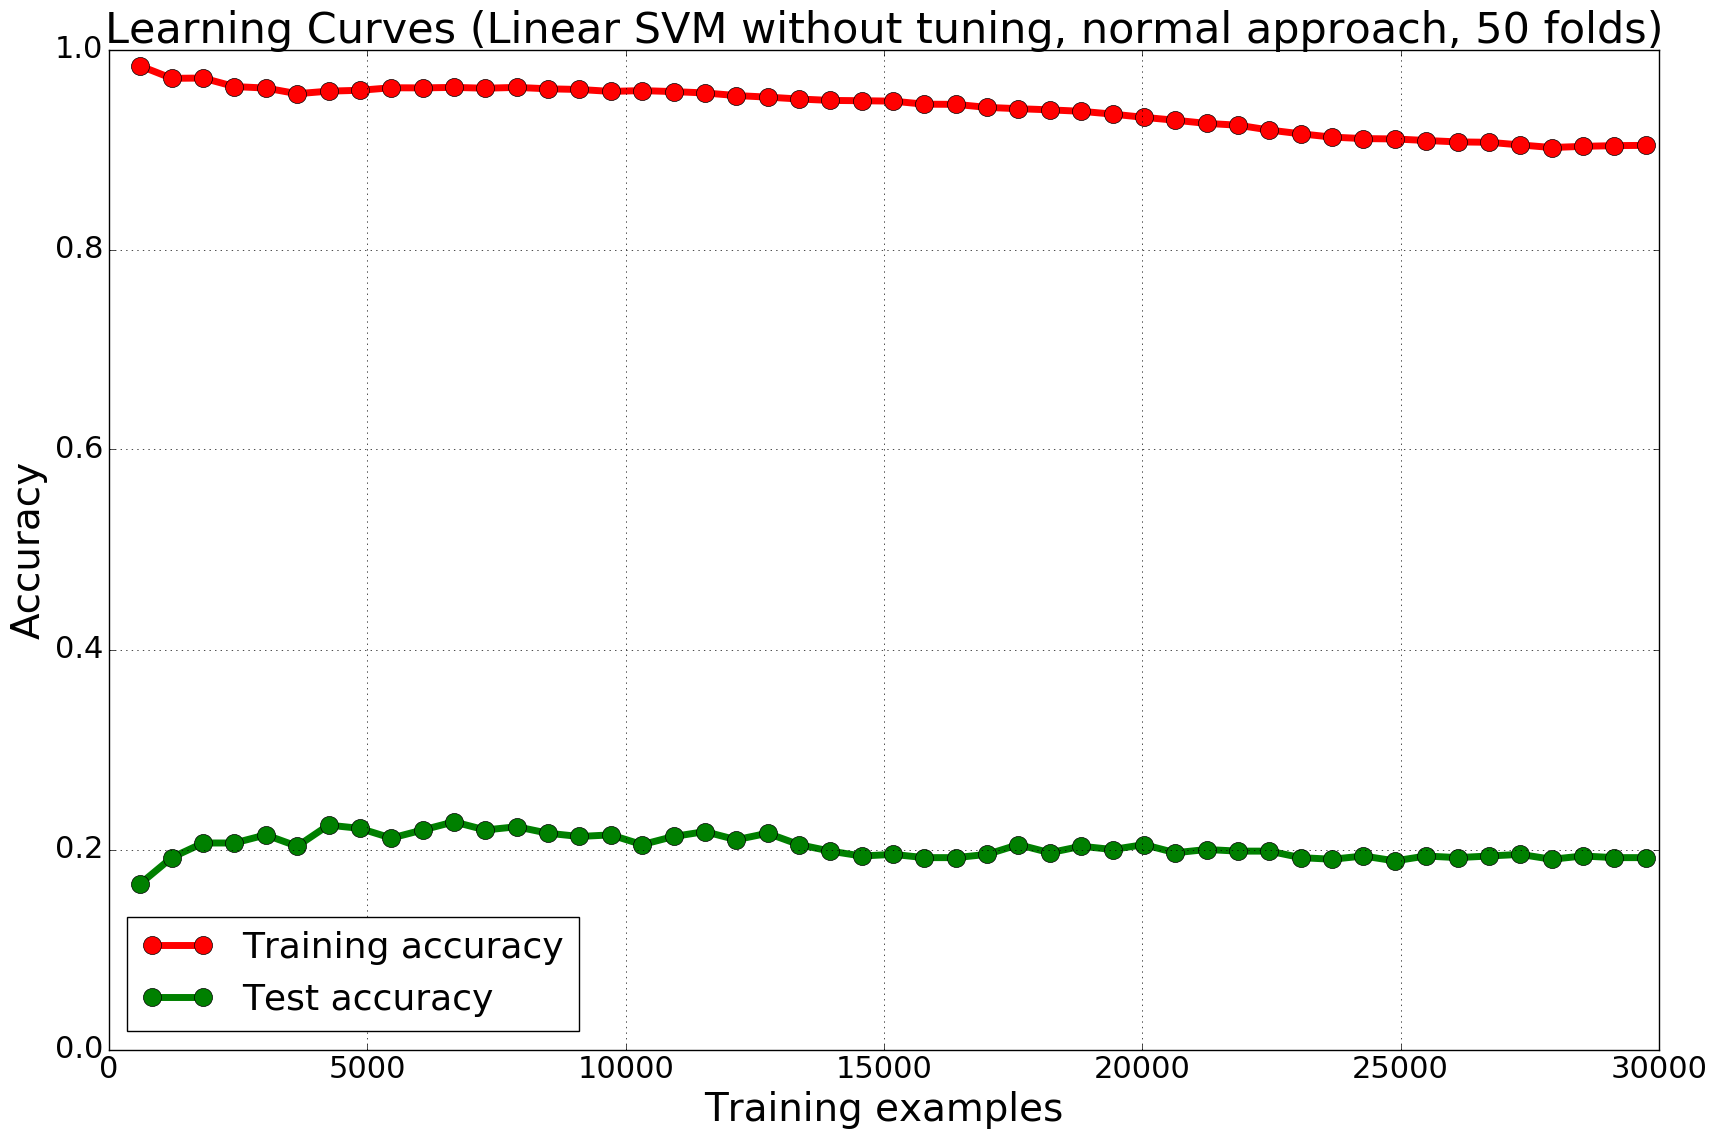 Learning Curves (Linear SVM without tuning, normal approach, 50 folds)
1.0
0.8
0.6
0.4
0.2
0.0
Accuracy
Training accuracy
Test accuracy
0 5000 10000 15000 20000 25000 30000
Training examples